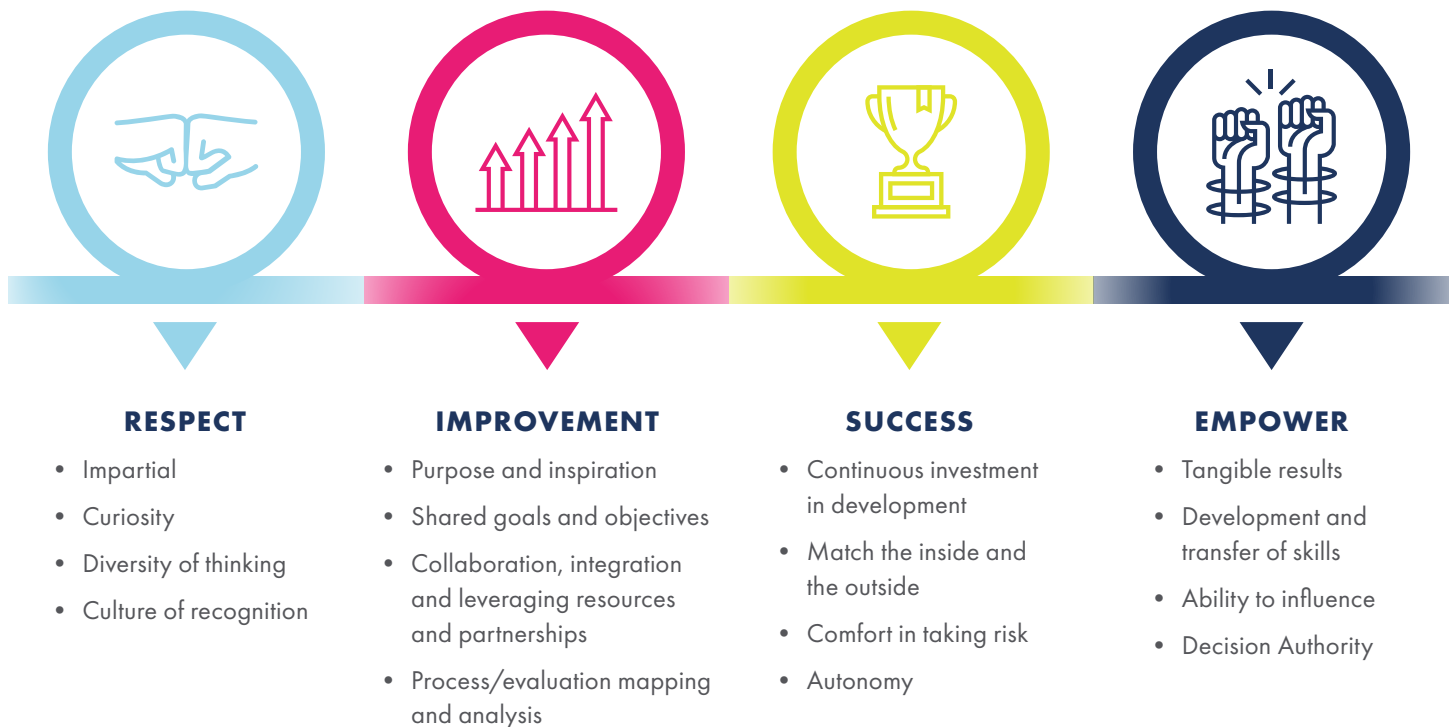 RESPECT
• Impartial
• Curiosity
• Diversity of thinking
• Culture of recognition
IMPROVEMENT
• Purpose and inspiration
• Shared goals and objectives
• Collaboration, integration
and leveraging resources
and partnerships
• Process/evaluation mapping
and analysis
SUCCESS
• Continuous investment
in development
• Match the inside and
the outside
• Comfort in taking risk
• Autonomy
EMPOWER
• Tangible results
• Development and
transfer of skills
• Ability to influence
• Decision Authority